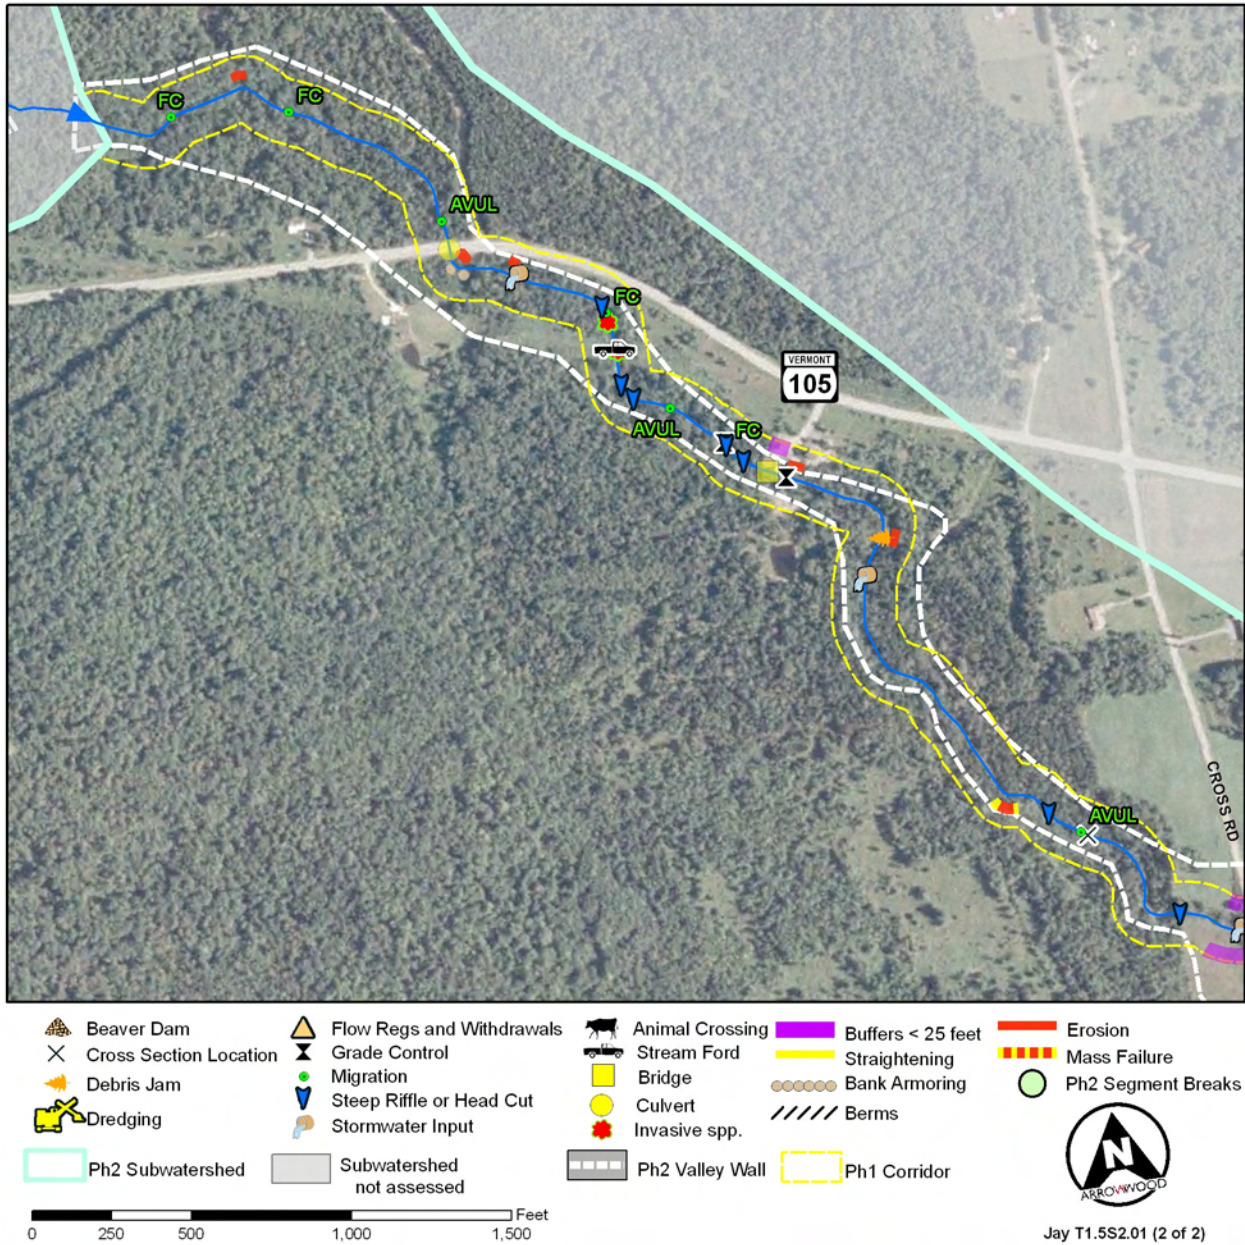 FC
FC
AVUL
FC
VERMONT
105
AVUL
FC
CROSS RD
AVUL
Beaver Dam
Cross Section Location
Debris Jam
Dredging
Flow Regs and Withdrawals
Grade Control
Migration
Steep Riffle or Head Cut
Stormwater Input
Animal Crossing
Stream Ford
Bridge
Culvert
Invasive spp.
Buffers < 25 feet
Straightening
Bank Armoring
Berms
Erosion
Mass Failure
Ph2 Segment Breaks
Ph2 Subwatershed
Subwatershed
not assessed
Ph2 Valley Wall
Ph1 Corridor
N
ARROWWOOD
Feet
0 250 500 1,000 1,500
Jay T1.5S2.01 (2 of 2)